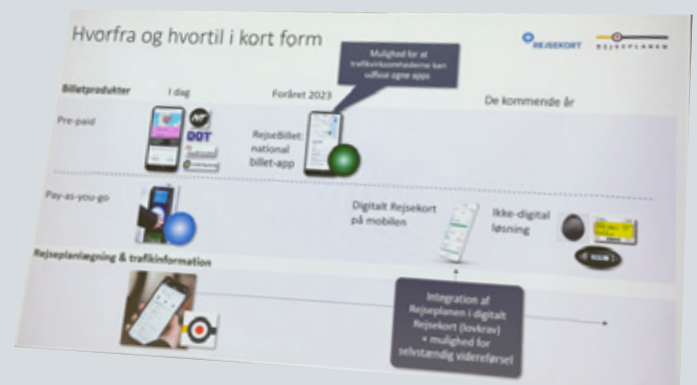 Hvorfra og hvortil i kort form
REJSEKORT
REJSEPLANEN
Mulighed for at
trafikvirksomhederne kan
udfase egne apps
Billetprodukter
I dag
Foråret 2023
De kommende år
Pre-paid
DOT
RejseBillet:
national
billet-app
Pay-as-you-go
Digitalt Rejsekort
på mobilen
Ikke-digital
løsning
Rejseplanlægning & trafikinformation
Integration af
Rejseplanen i digitalt
Rejsekort (lovkrav)
+ mulighed for
selvstændig videreførsel